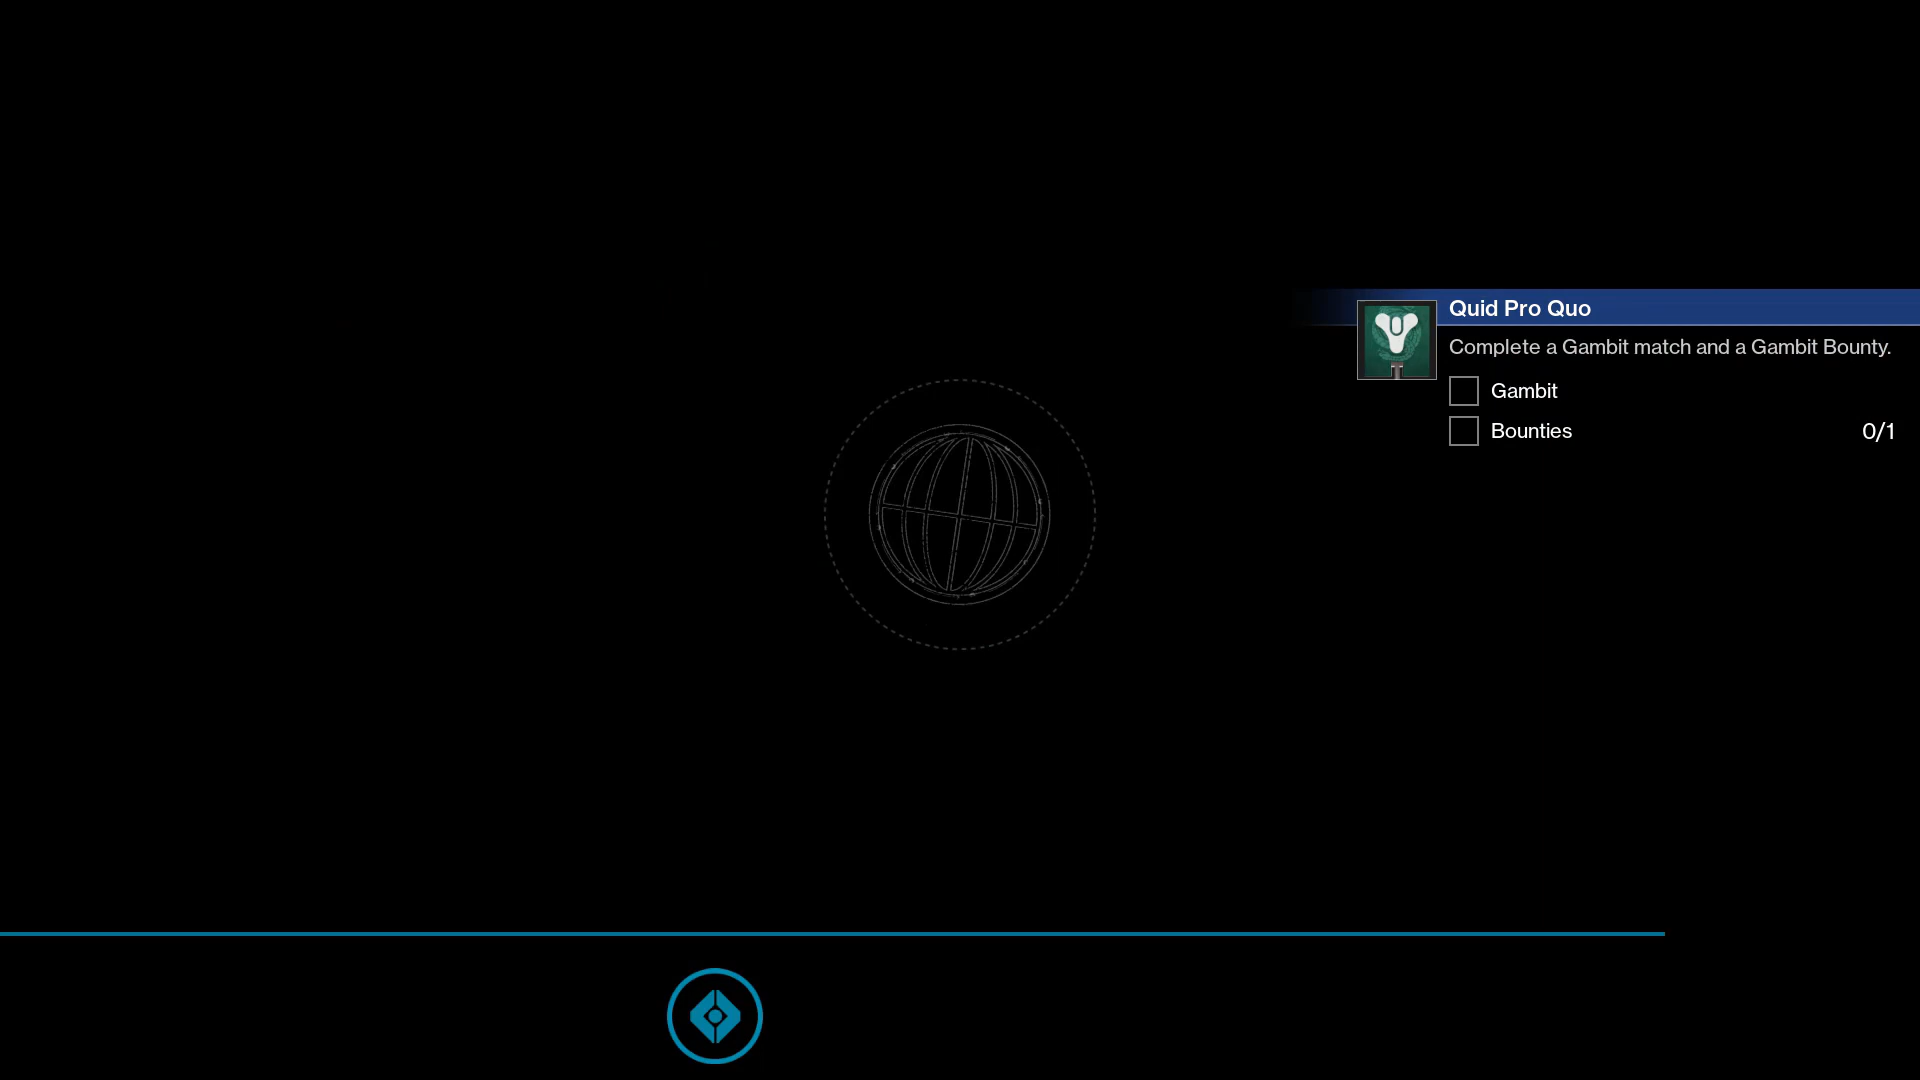 Quid Pro Quo
Complete a Gambit match and a Gambit Bounty.
Gambit
Bounties 0/1